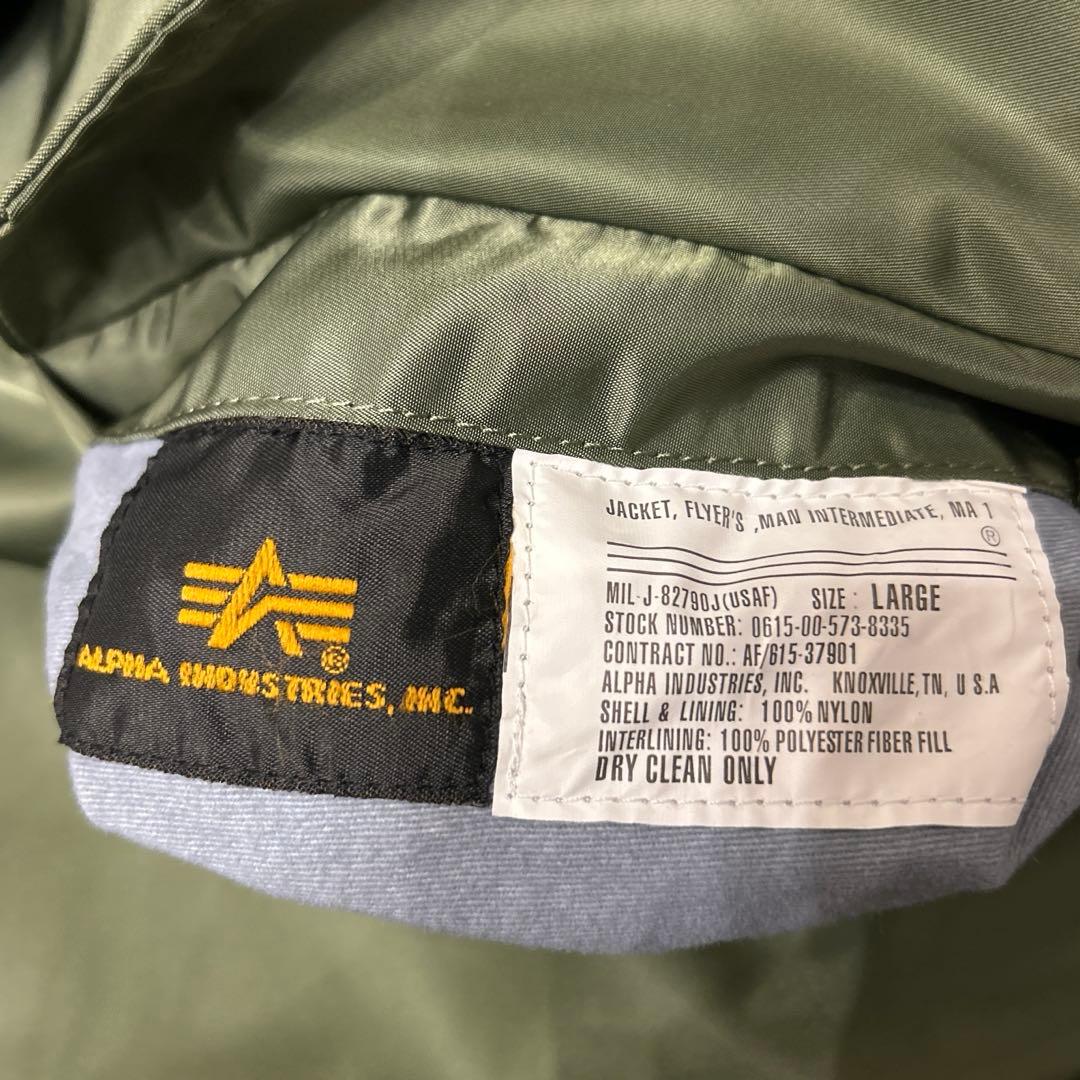 ALPHA INDUSTRIES, INC.
®
JACKET, FLYER'S ,MAN INTERMEDIATE, MA 1
®
MIL-J-82790J(USAF) SIZE : LARGE
STOCK NUMBER: 0615-00-573-8335
CONTRACT NO.: AF/615-37901
ALPHA INDUSTRIES, INC. KNOXVILLE,TN, U S.A
SHELL & LINING: 100% NYLON
INTERLINING: 100% POLYESTER FIBER FILL
DRY CLEAN ONLY